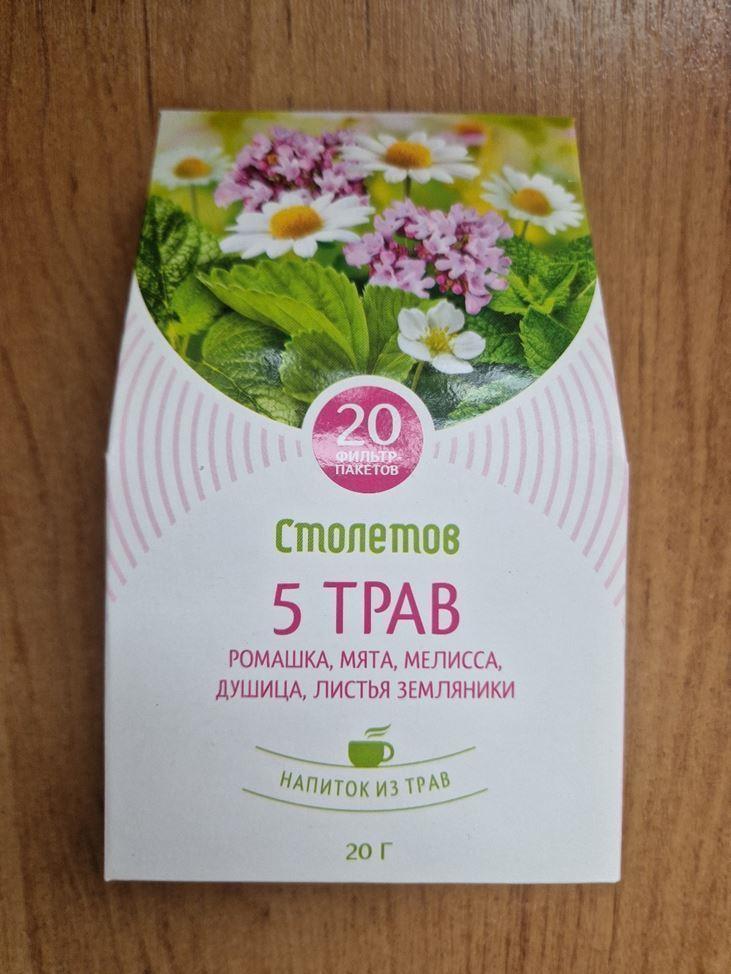 20
ФИЛЬТР-
ПАКЕТОВ
Столетов
5 ТРАВ
РОМАШКА, МЯТА, МЕЛИССА,
ДУШИЦА, ЛИСТЬЯ ЗЕМЛЯНИКИ
НАПИТОК ИЗ ТРАВ
20 Г